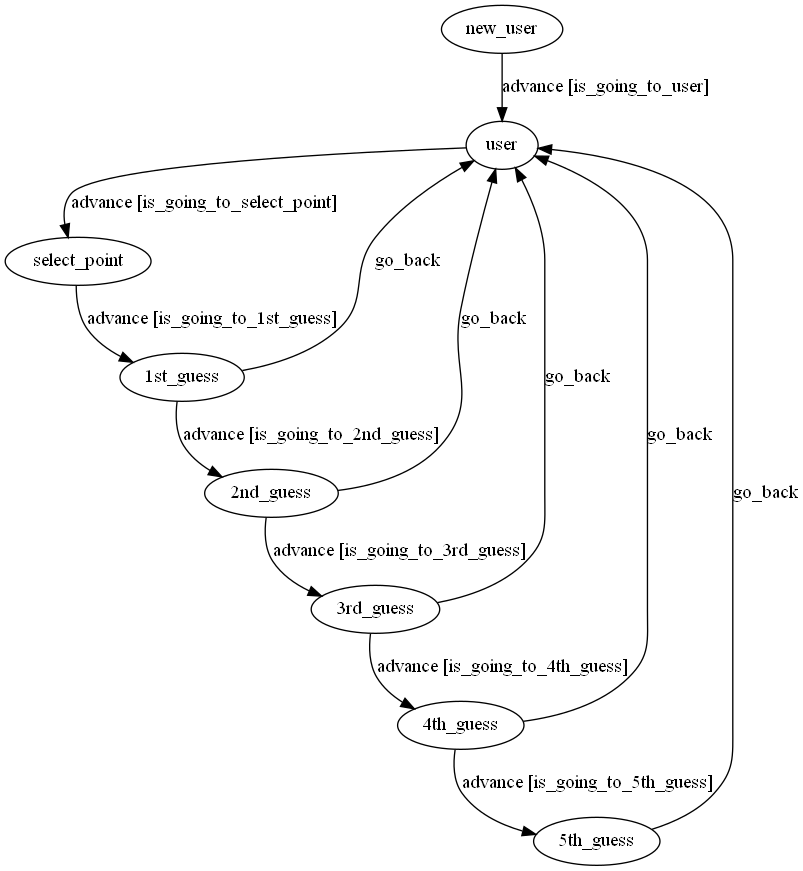 new_user
advance [is_going_to_user]
user
advance [is_going_to_select_point]
select_point
go_back
advance [is_going_to_1st_guess]
go_back
1st_guess
go_back
advance [is_going_to_2nd_guess]
go_back
2nd_guess
go_back
advance [is_going_to_3rd_guess]
3rd_guess
advance [is_going_to_4th_guess]
4th_guess
advance [is_going_to_5th_guess]
5th_guess